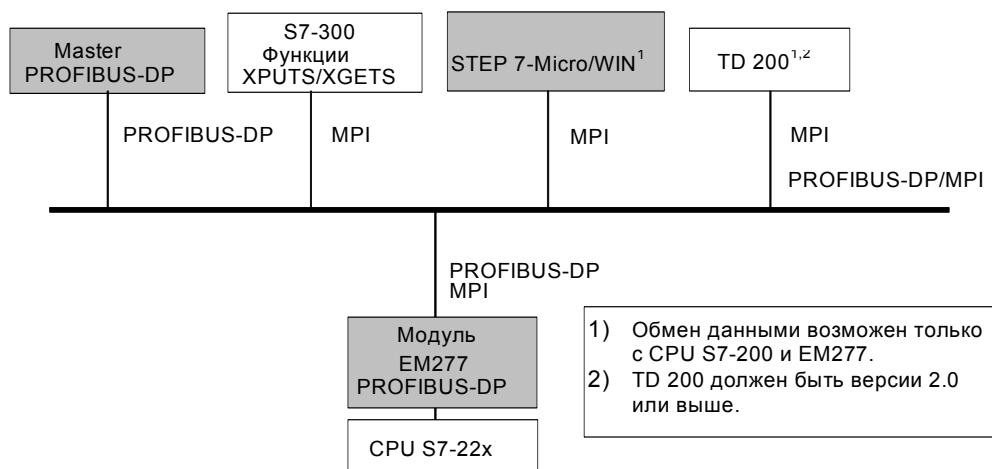 Master
PROFIBUS-DP
S7-300
Функции
XPUTS/XGETS
STEP 7-Micro/WIN¹
TD 200¹,²
PROFIBUS-DP
MPI
MPI
MPI
PROFIBUS-DP/MPI
PROFIBUS-DP
MPI
Модуль
EM277
PROFIBUS-DP
CPU S7-22x
1) Обмен данными возможен только
с CPU S7-200 и EM277.
2) TD 200 должен быть версии 2.0
или выше.